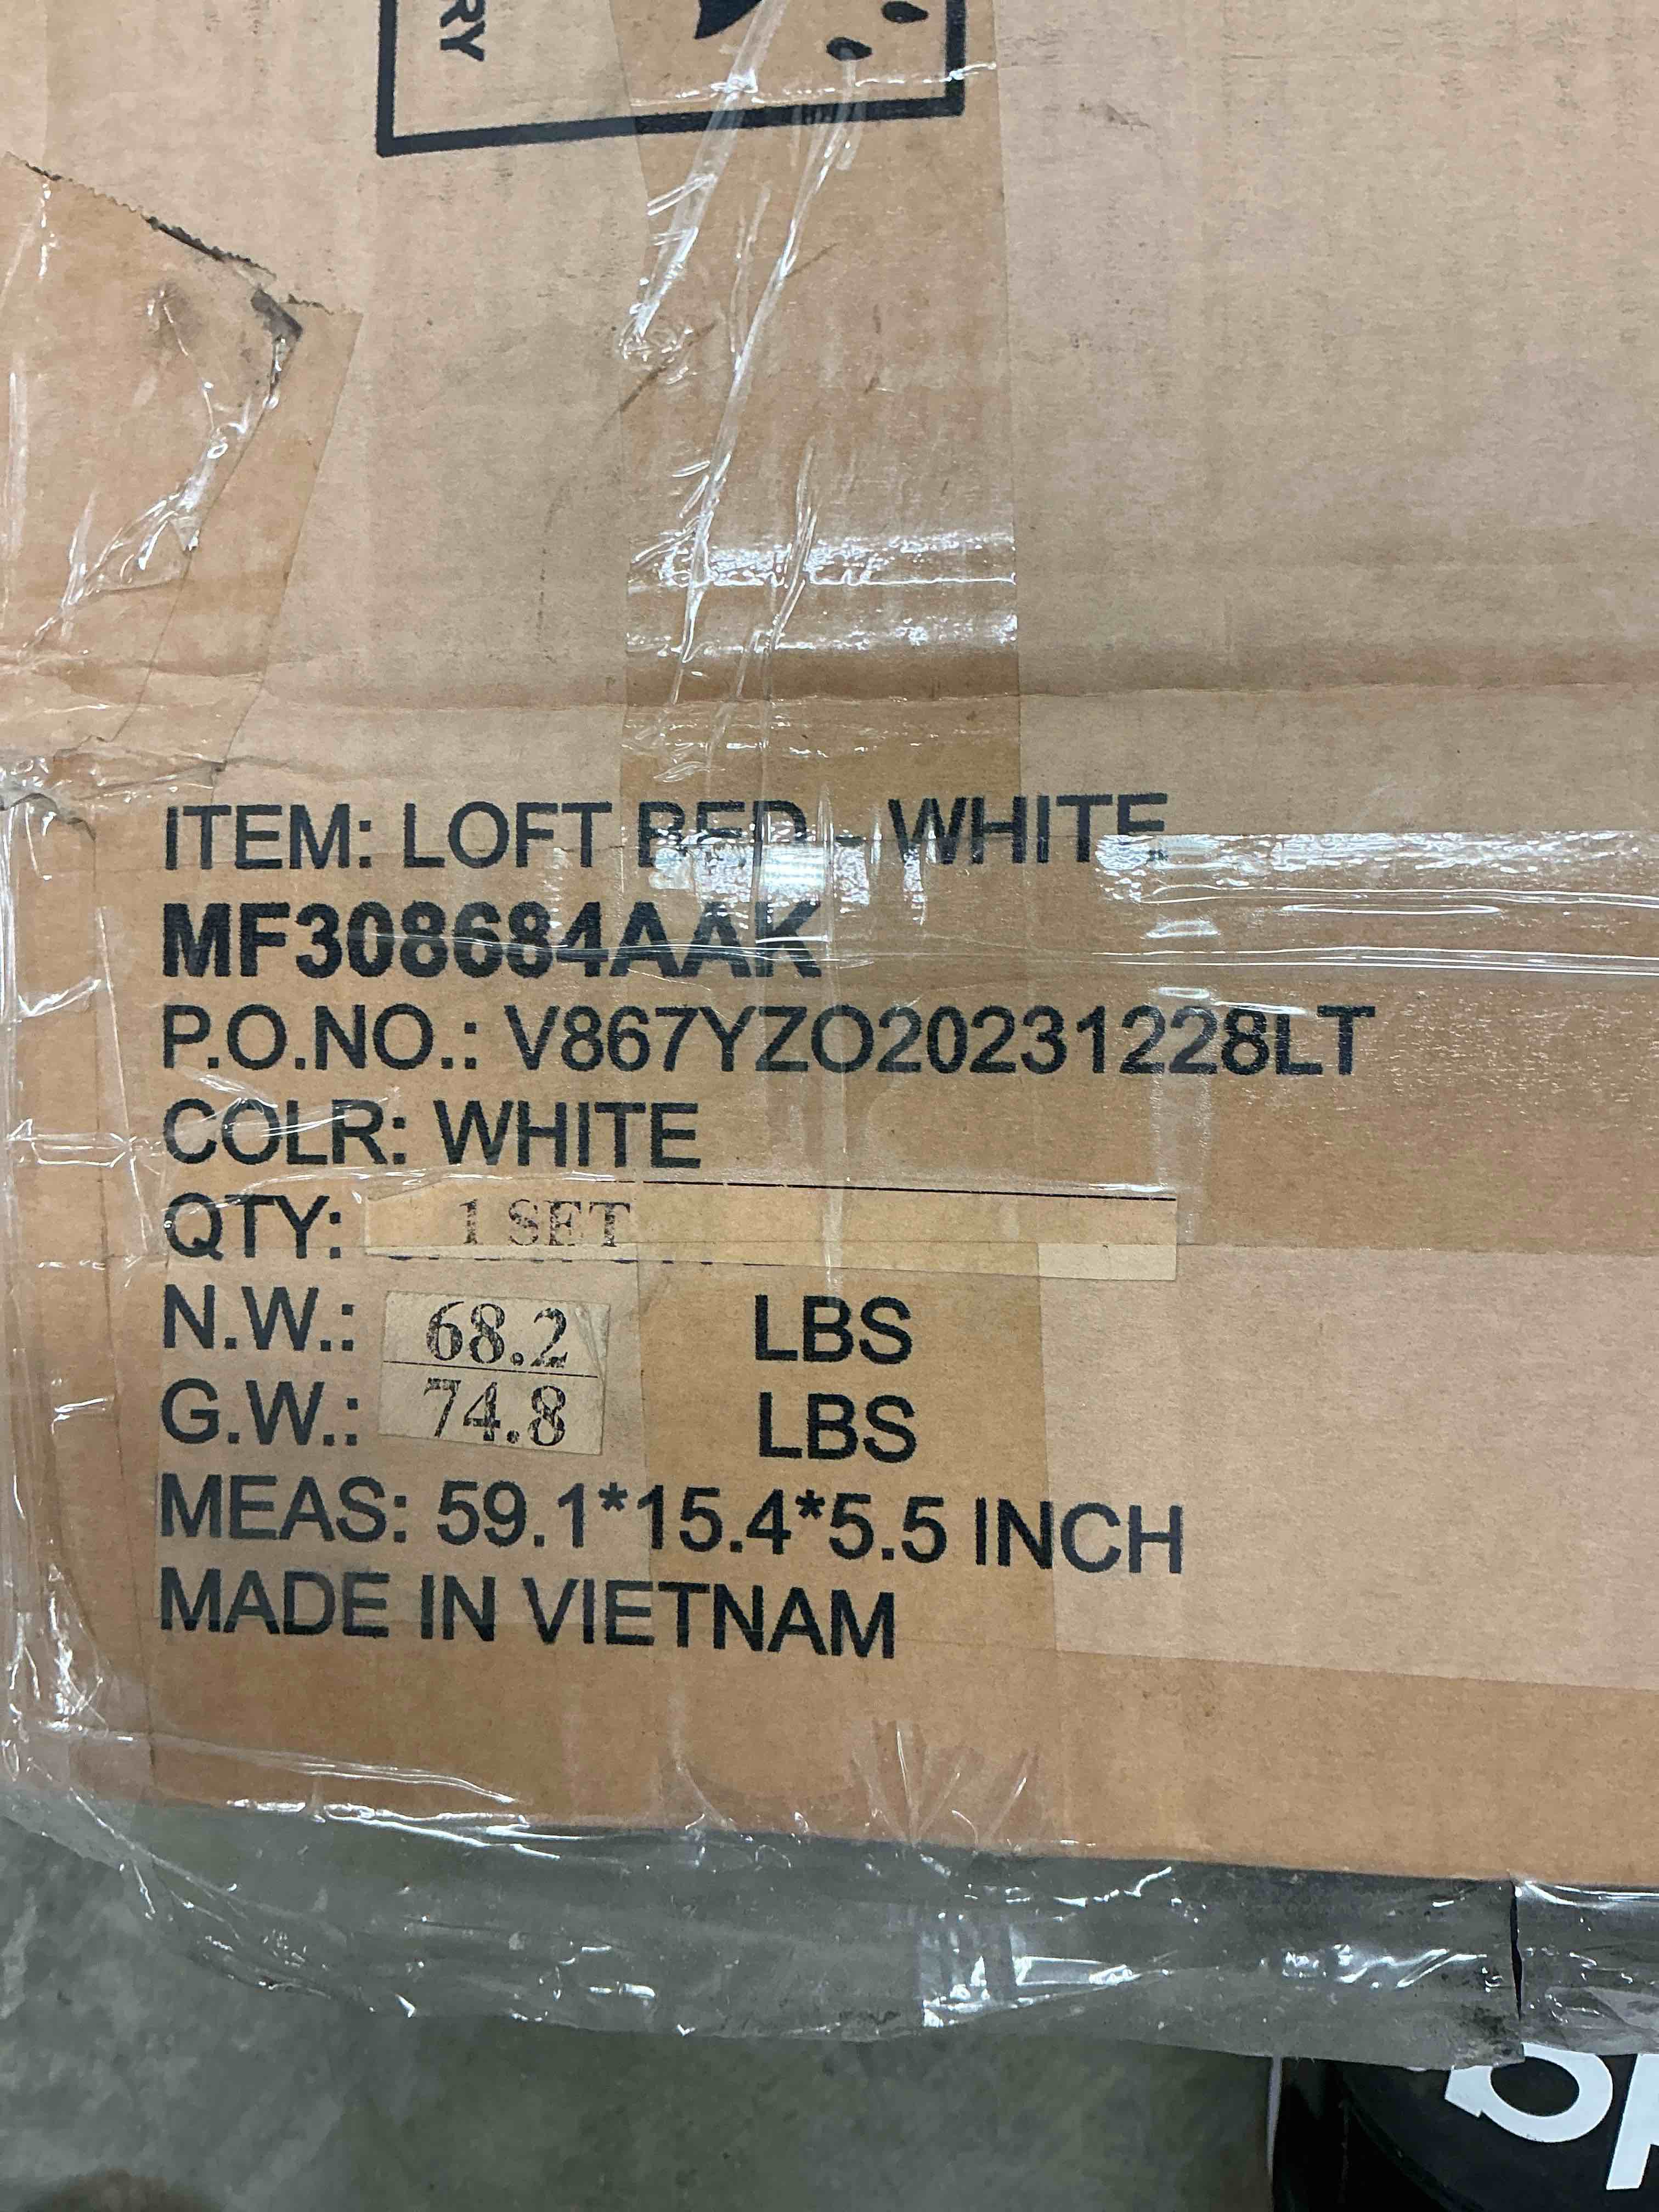 RY
ITEM: LOFT BED - WHITE
MF308684AAK
P.O.NO.: V867YZO20231228LT
COLR: WHITE
QTY: 1 SET
N.W.: 68.2 LBS
G.W.: 74.8 LBS
MEAS: 59.1*15.4*5.5 INCH
MADE IN VIETNAM